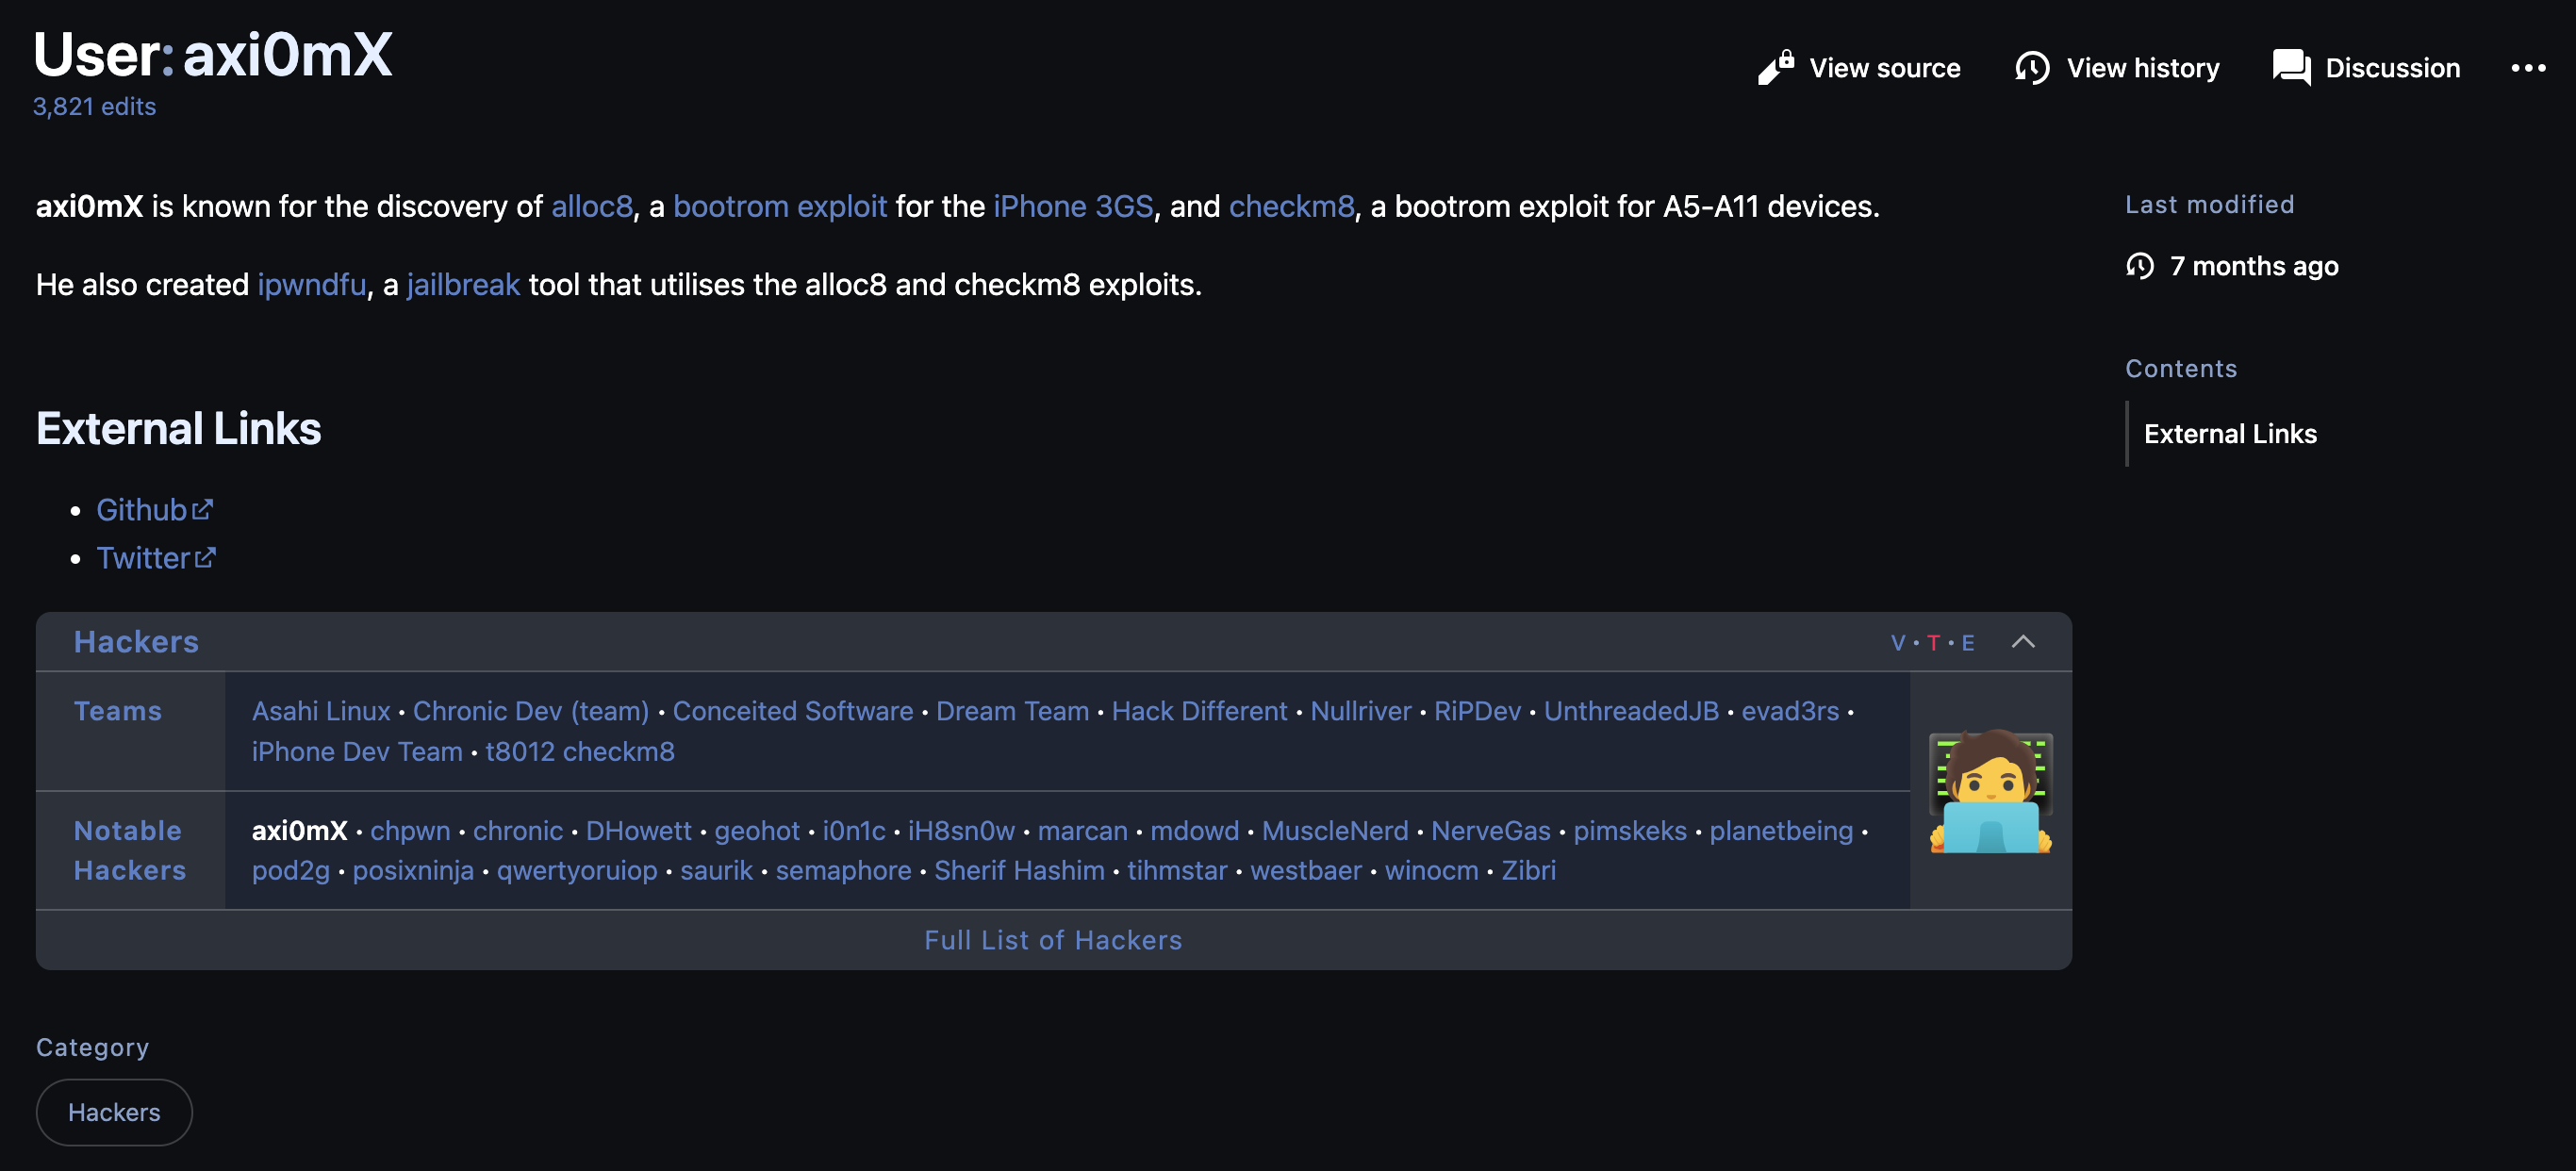 User:axi0mX
3,821 edits
View source
View history
Discussion
axi0mX is known for the discovery of alloc8, a bootrom exploit for the iPhone 3GS, and checkm8, a bootrom exploit for A5-A11 devices.
He also created ipwndfu, a jailbreak tool that utilises the alloc8 and checkm8 exploits.
Last modified
7 months ago
Contents
External Links
External Links
• Github
• Twitter
Hackers
V • T • E
Teams
Asahi Linux • Chronic Dev (team) • Conceited Software • Dream Team • Hack Different • Nullriver • RiPDev • UnthreadedJB • evad3rs •
iPhone Dev Team • t8012 checkm8
Notable
Hackers
axi0mX • chpwn • chronic • DHowett • geohot • i0n1c • iH8sn0w • marcan • mdowd • MuscleNerd • NerveGas • pimskeks • planetbeing •
pod2g • posixninja • qwertyoruiop • saurik • semaphore • Sherif Hashim • tihmstar • westbaer • winocm • Zibri
Full List of Hackers
Category
Hackers